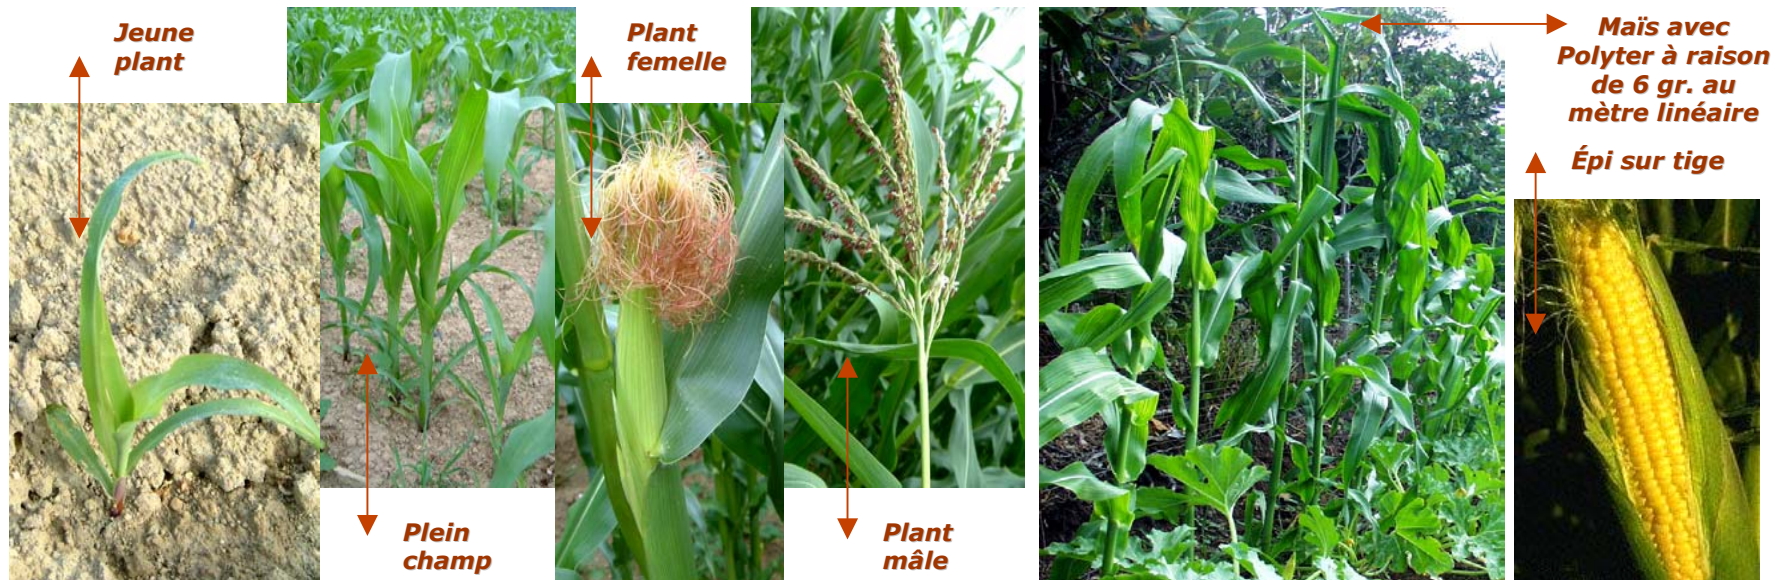 Jeune
plant
Plein
champ
Plant
femelle
Plant
mâle
Maïs avec
Polyter à raison
de 6 gr. au
mètre linéaire
Épi sur tige